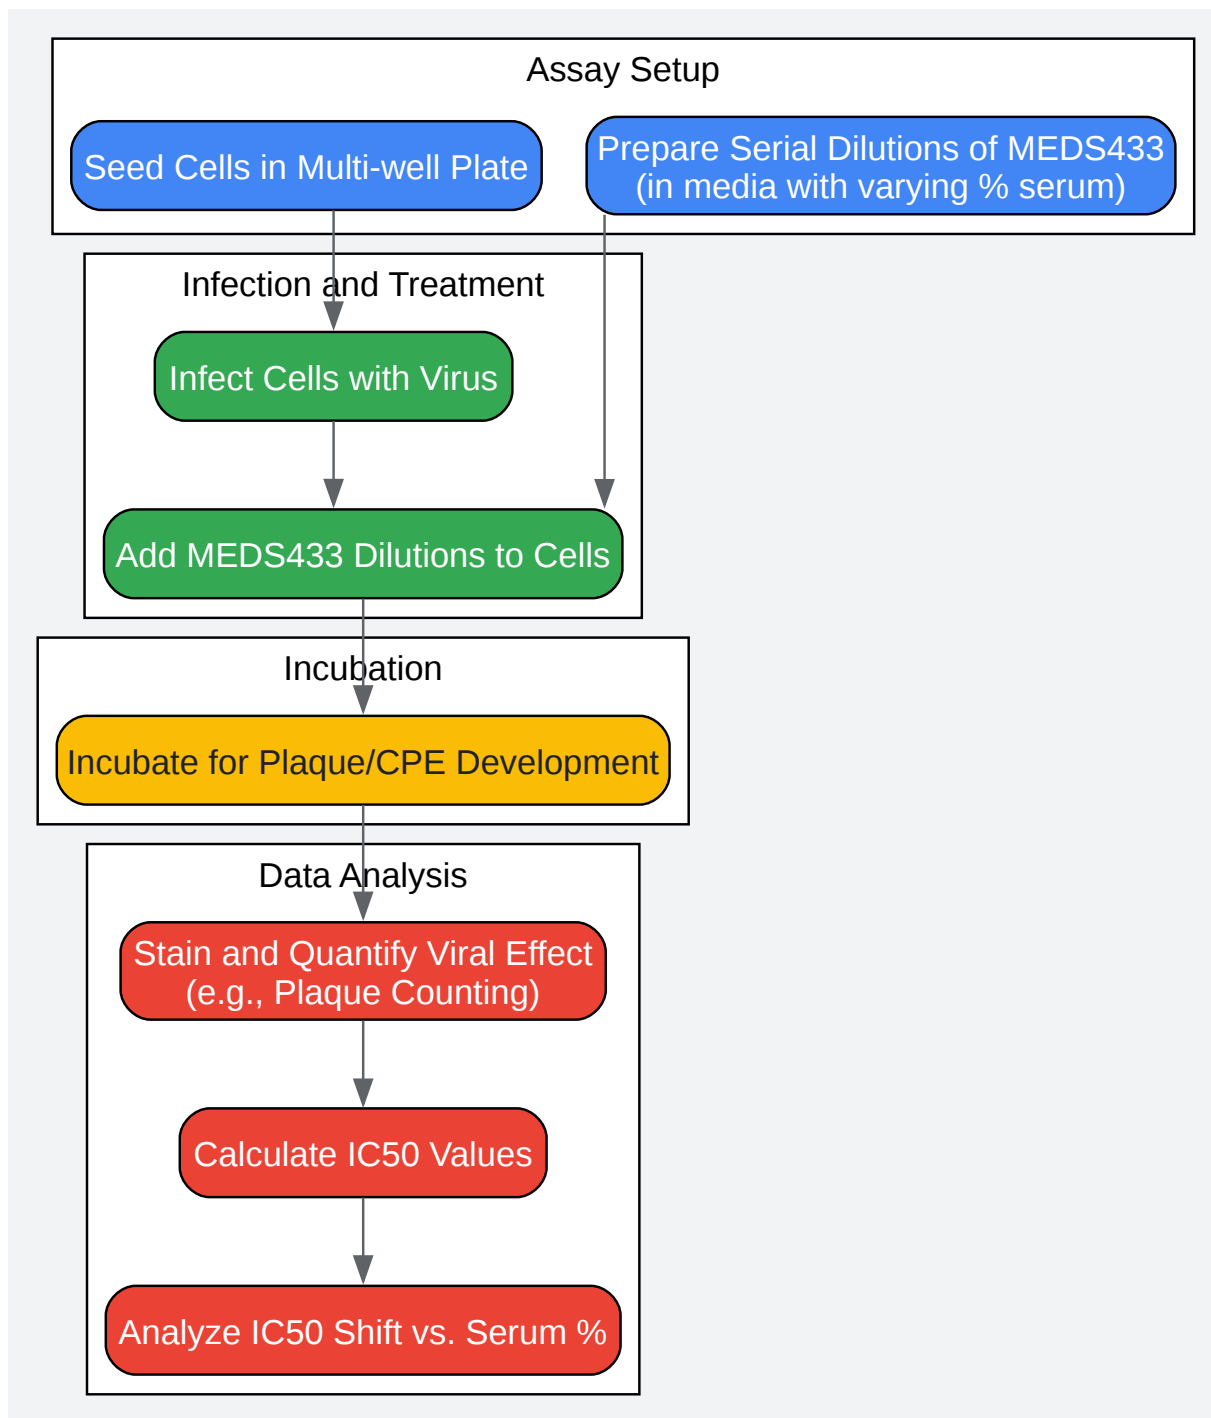 Assay Setup
Seed Cells in Multi-well Plate
Prepare Serial Dilutions of MEDS433
(in media with varying % serum)
Infection and Treatment
Infect Cells with Virus
Add MEDS433 Dilutions to Cells
Incubation
Incubate for Plaque/CPE Development
Data Analysis
Stain and Quantify Viral Effect
(e.g., Plaque Counting)
Calculate IC50 Values
Analyze IC50 Shift vs. Serum %